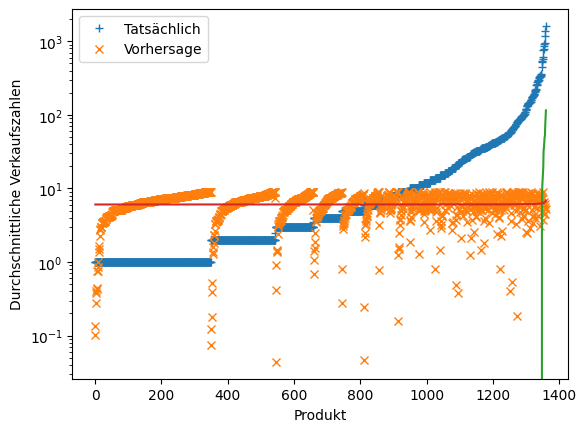 Tatsächlich
Vorhersage
Durchschnittliche Verkaufszahlen
10³
10²
10¹
10⁰
10⁻¹
0 200 400 600 800 1000 1200 1400
Produkt